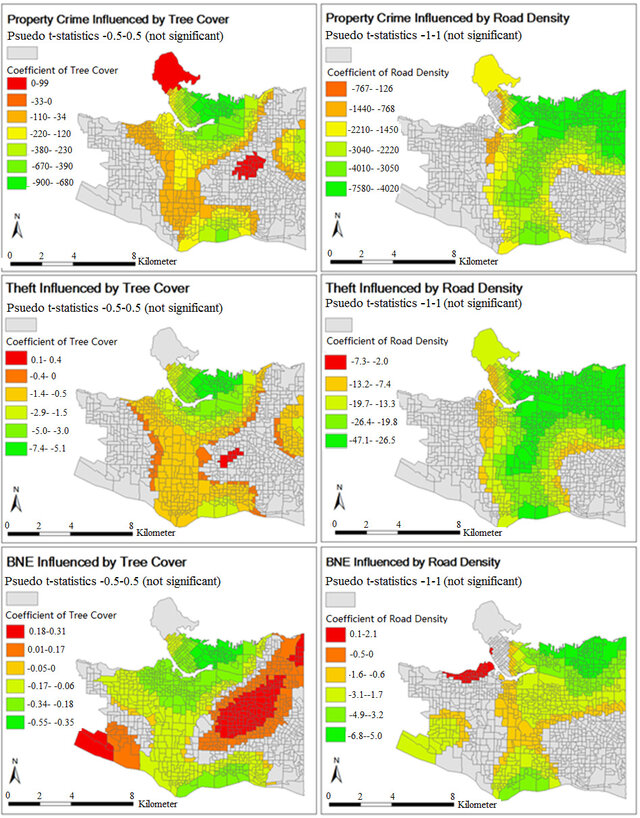 Property Crime Influenced by Tree Cover
Psuedo t-statistics -0.5-0.5 (not significant)
Coefficient of Tree Cover
0-99
-33-0
-110- -34
-220- -120
-380- -230
-670- -390
-900- -680
N
0 2 4 8 Kilometer
Property Crime Influenced by Road Density
Psuedo t-statistics -1-1 (not significant)
Coefficient of Road Density
-767- -126
-1440- -768
-2210- -1450
-3040- -2220
-4010- -3050
-7580- -4020
N
0 2 4 8 Kilometer
Theft Influenced by Tree Cover
Psuedo t-statistics -0.5-0.5 (not significant)
Coefficient of Tree Cover
0.1- 0.4
-0.4- 0
-1.4- -0.5
-2.9- -1.5
-5.0- -3.0
-7.4- -5.1
N
0 2 4 8 Kilometer
Theft Influenced by Road Density
Psuedo t-statistics -1-1 (not significant)
Coefficient of Road Density
-7.3- -2.0
-13.2- -7.4
-19.7- -13.3
-26.4- -19.8
-47.1- -26.5
N
0 2 4 8 Kilometer
BNE Influenced by Tree Cover
Psuedo t-statistics -0.5-0.5 (not significant)
Coefficient of Tree Cover
0.18-0.31
0.01-0.17
-0.05- 0
-0.17- -0.06
-0.34- -0.18
-0.55- -0.35
N
0 2 4 8 Kilometer
BNE Influenced by Road Density
Psuedo t-statistics -1-1 (not significant)
Coefficient of Road Density
0.1-2.1
-0.5-0
-1.6- -0.6
-3.1--1.7
-4.9--3.2
-6.8--5.0
N
0 2 4 8 Kilometer